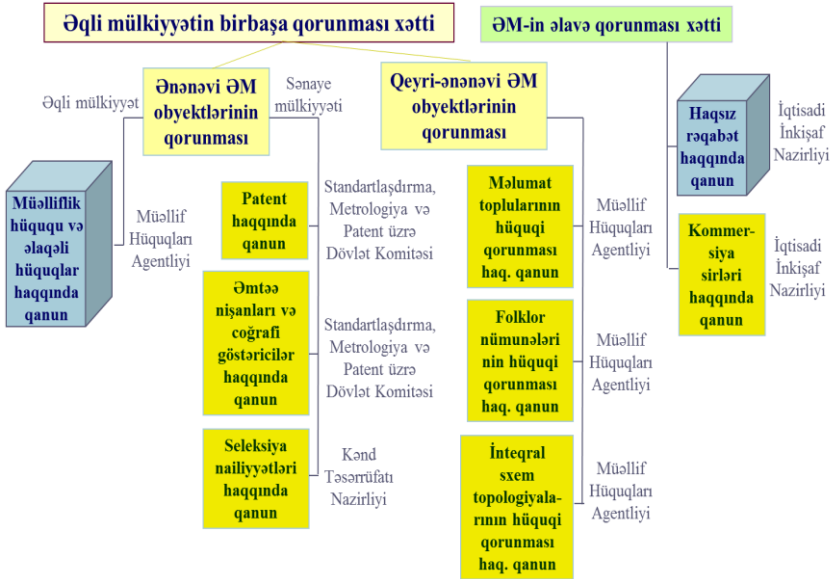 Əqli mülkiyyətin birbaşa qorunması xətti
ƏM-in əlavə qorunması xətti
Əqli mülkiyyət
Ənənəvi ƏM
obyektlərinin
qorunması
Sənaye
mülkiyyəti
Qeyri-ənənəvi ƏM
obyektlərinin
qorunması
Haqsız
rəqabət
haqqında
qanun
İqtisadi
İnkişaf
Nazirliyi
Müəlliflik
hüququ və
əlaqəli
hüquqlar
haqqında
qanun
Müəllif
Hüquqları
Agentliyi
Patent
haqqında
qanun
Standartlaşdırma,
Metrologiya və
Patent üzrə
Dövlət Komitəsi
Məlumat
toplularının
hüquqi
qorunması
haq. qanun
Müəllif
Hüquqları
Agentliyi
Kommer-
siya
sirləri
haqqında
qanun
İqtisadi
İnkişaf
Nazirliyi
Əmtəə
nişanları və
coğrafi
göstəricilər
haqqında
qanun
Standartlaşdırma,
Metrologiya və
Patent üzrə
Dövlət Komitəsi
Folklor
nümunələri
nin hüquqi
qorunması
haq. qanun
Müəllif
Hüquqları
Agentliyi
Seleksiya
nailiyyətləri
haqqında
qanun
Kənd
Təsərrüfatı
Nazirliyi
İnteqral
sxem
topologiyala-
rının hüquqi
qorunması
haq. qanun
Müəllif
Hüquqları
Agentliyi